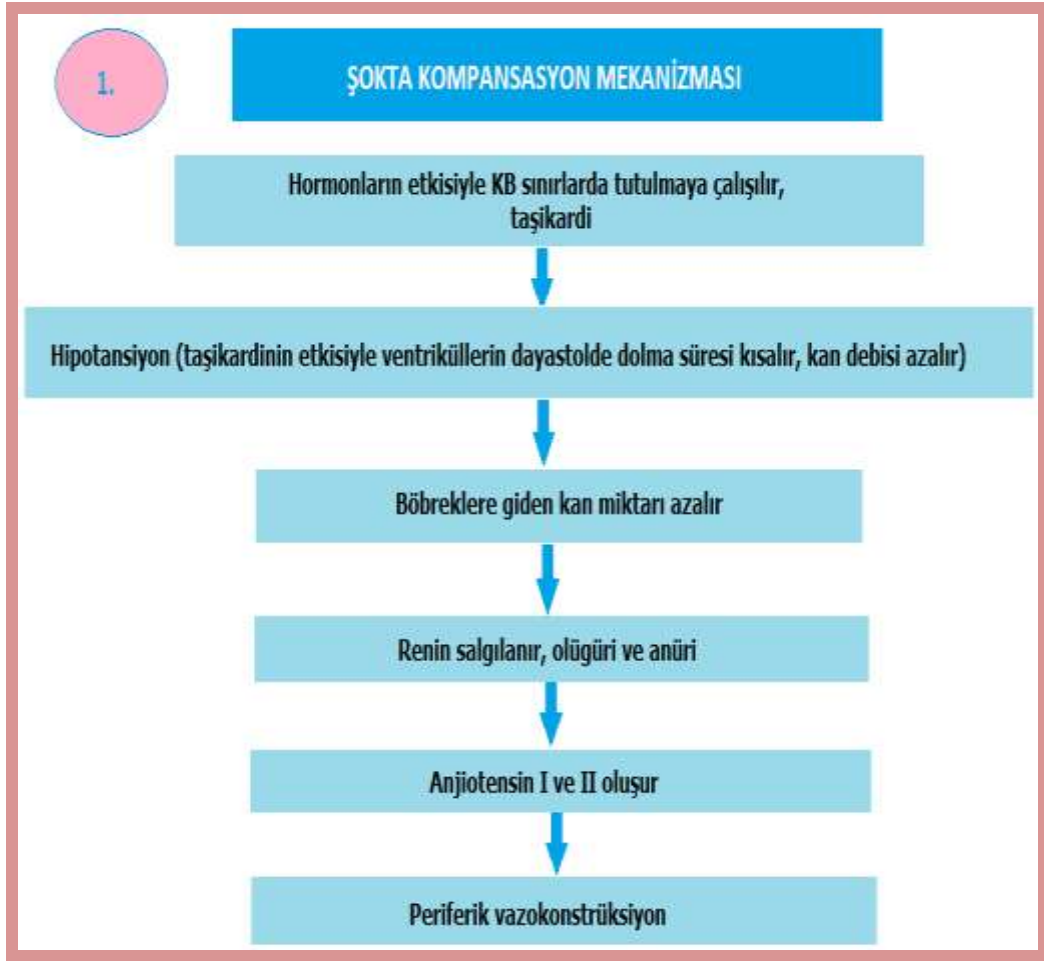 1.
ŞOKTA KOMPANSASYON MEKANİZMASI
Hormonların etkisiyle KB sınırlarda tutulmaya çalışılır,
taşikardi
Hipotansiyon (taşikardinin etkisiyle ventriküllerin dayastolde dolma süresi kısalır, kan debisi azalır)
Böbreklere giden kan miktarı azalır
Renin salgılanır, olügüri ve anüri
Anjiotensin I ve II oluşur
Periferik vazokonstrüksiyon